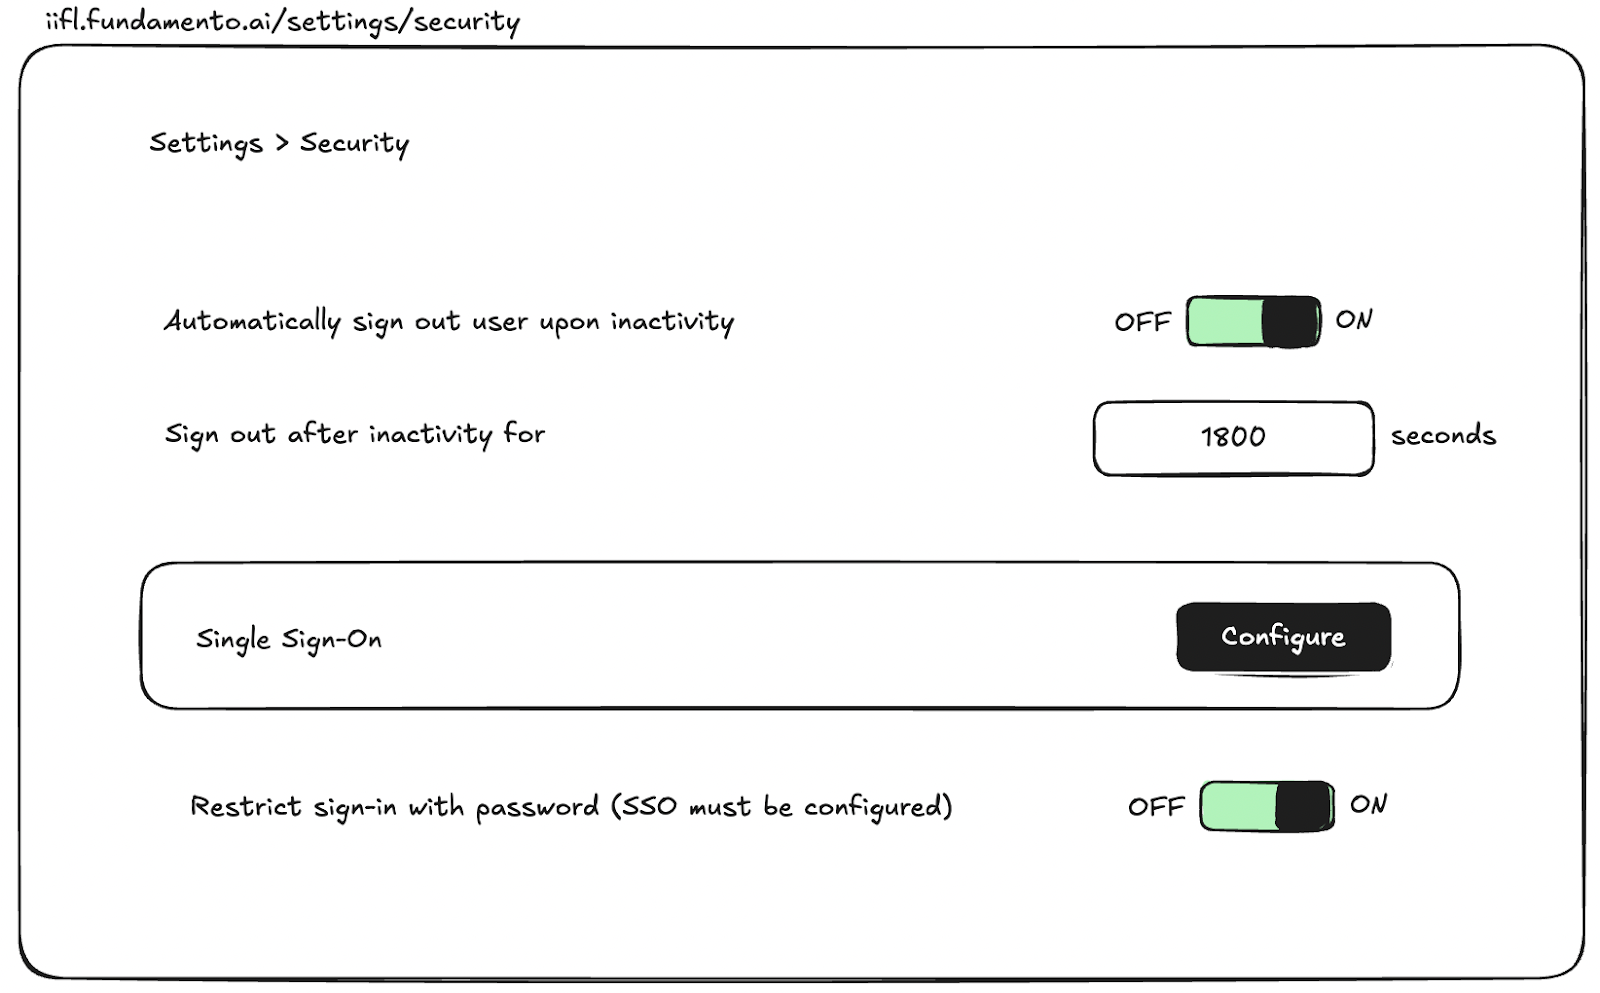 iifl.fundamento.ai/settings/security
Settings > Security
Automatically sign out user upon inactivity OFF ON
Sign out after inactivity for 1800 seconds
Single Sign-On Configure
Restrict sign-in with password (SSO must be configured) OFF ON